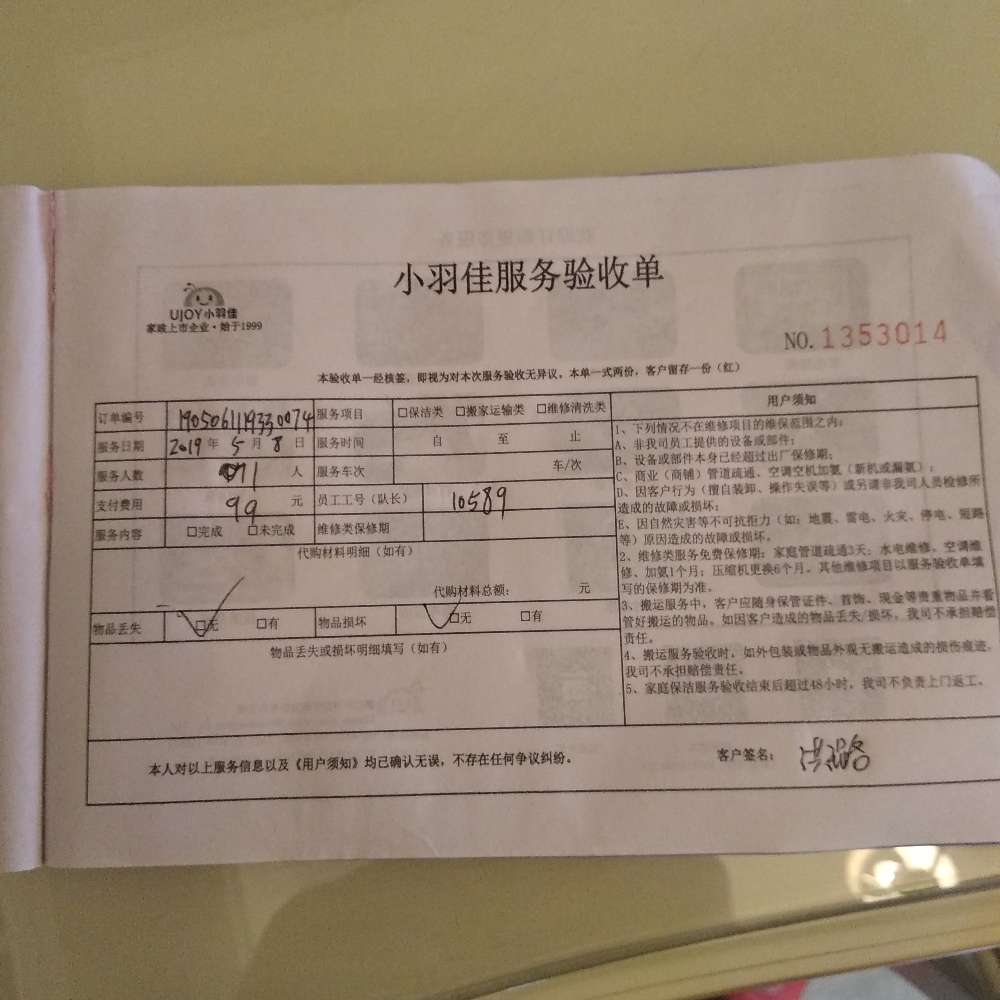 小羽佳服务验收单
UJOY小羽佳
家政上市企业·始于1999
NO.1353014
本验收单一经核签，即视为对本次服务验收无异议。本单一式两份，客户留存一份（红）
订单编号 190506119330074 服务项目 □保洁类 □搬家运输类 □维修清洗类
服务日期 2019年5月8日 服务时间 自 至 止
服务人数 1 人 服务车次 车/次
支付费用 99 元 员工工号（队长） 10589
服务内容 □完成 □未完成 维修类保修期
代购材料明细（如有）
代购材料总额： 元
物品丢失 □无 □有 物品损坏 □无 □有
物品丢失或损坏明细填写（如有）
用户须知
1、下列情况不在维修项目的维保范围之内：
A、非我司员工提供的设备或部件；
B、设备或部件本身已经超过出厂保修期；
C、商业（商铺）管道疏通、空调空机加氨（新机或漏氨）；
D、因客户行为（擅自装卸、操作失误等）或另请非我司人员检修所
造成的故障或损坏；
E、因自然灾害等不可抗拒力（如：地震、雷电、火灾、停电、短路
等）原因造成的故障或损坏。
2、维修类服务免费保修期：家庭管道疏通3天；水电维修、空调维
修、加氨1个月；压缩机更换6个月。其他维修项目以服务验收单填
写的保修期为准。
3、搬运服务中，客户应随身保管证件、首饰、现金等贵重物品并看
管好搬运的物品。如因客户造成的物品丢失/损坏，我司不承担赔偿
责任。
4、搬运服务验收时，如外包装或物品外观无搬运造成的损伤痕迹，
我司不承担赔偿责任。
5、家庭保洁服务验收结束后超过48小时，我司不负责上门返工。
本人对以上服务信息以及《用户须知》均已确认无误，不存在任何争议纠纷。
客户签名：